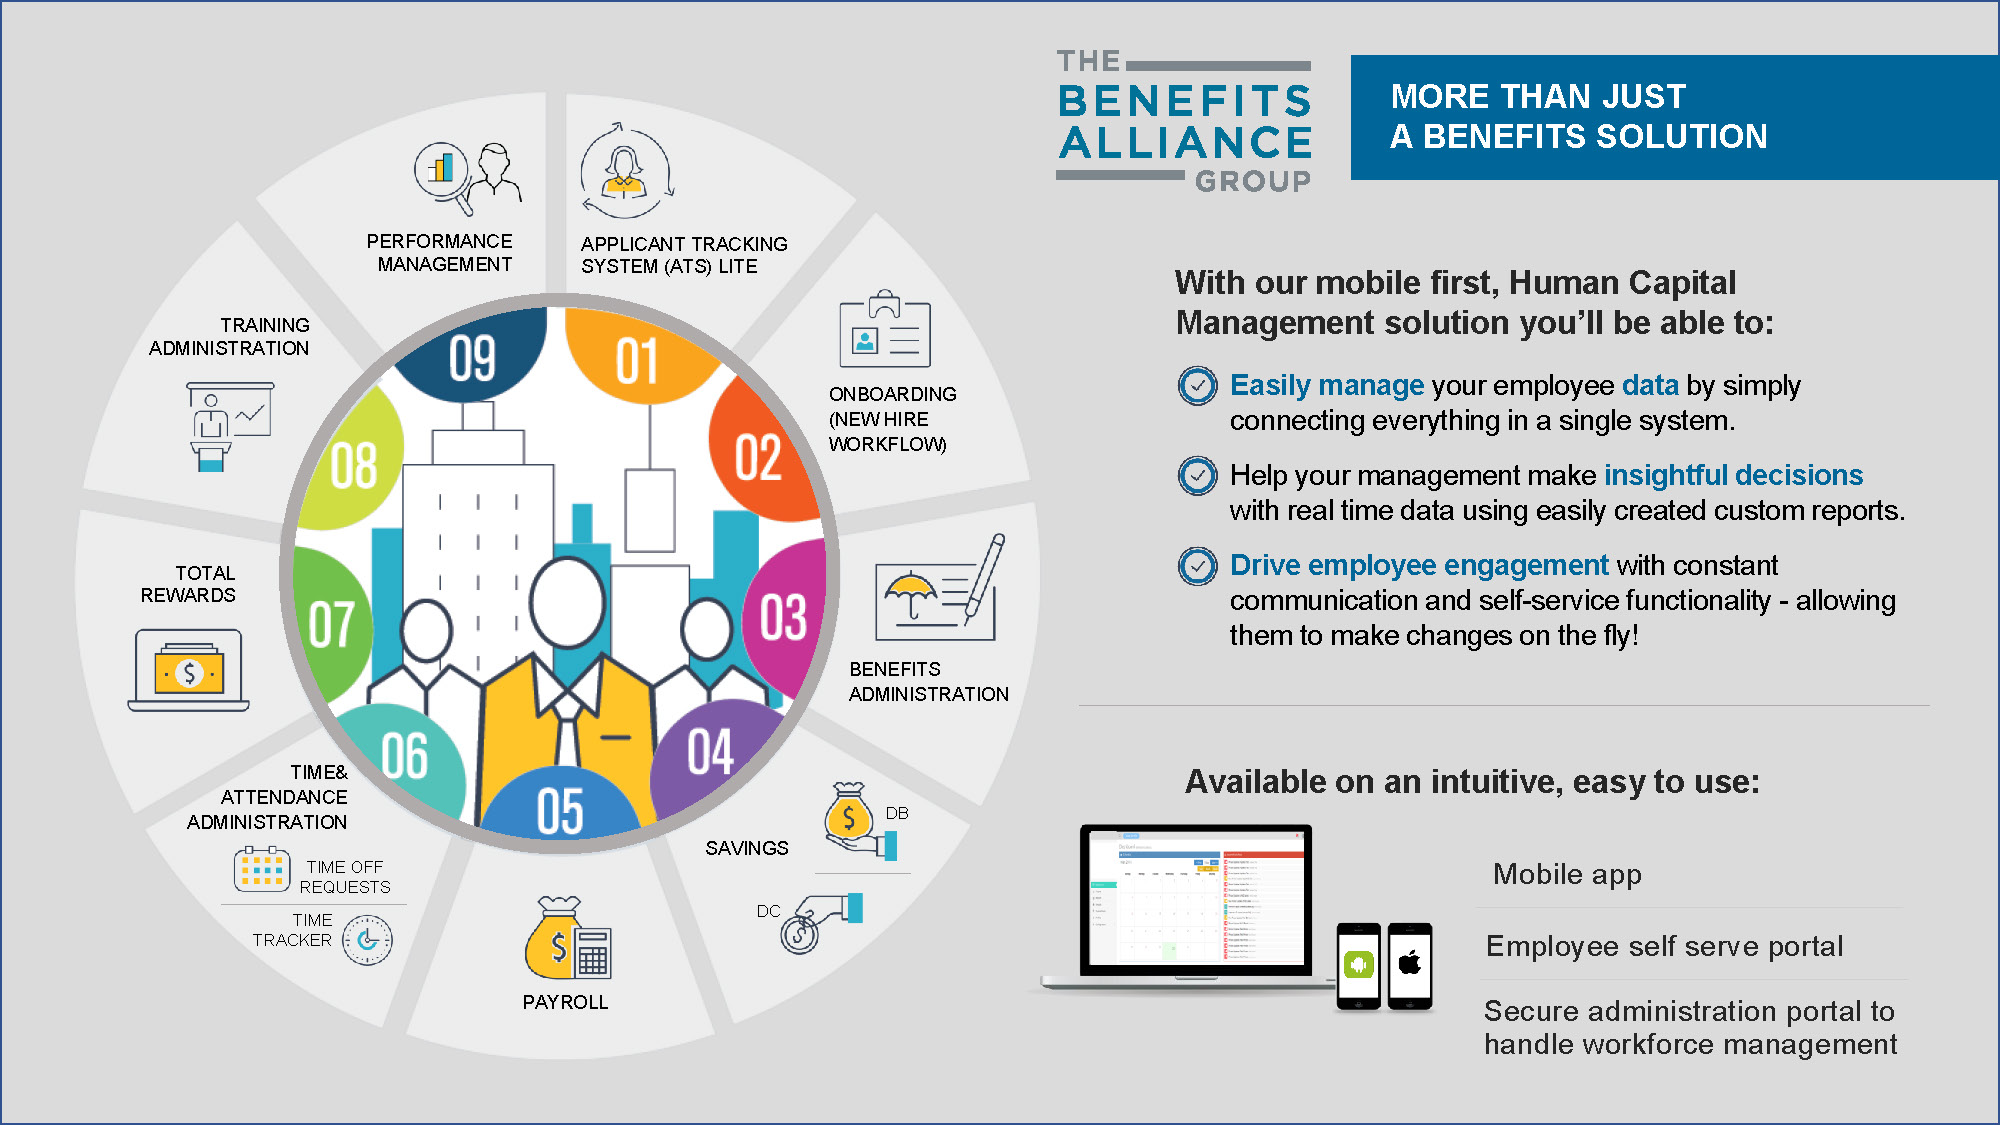 THE
BENEFITS
ALLIANCE
GROUP
MORE THAN JUST
A BENEFITS SOLUTION
PERFORMANCE
MANAGEMENT
APPLICANT TRACKING
SYSTEM (ATS) LITE
TRAINING
ADMINISTRATION
ONBOARDING
(NEW HIRE
WORKFLOW)
TOTAL
REWARDS
BENEFITS
ADMINISTRATION
TIME&
ATTENDANCE
ADMINISTRATION
TIME OFF
REQUESTS
TIME
TRACKER
SAVINGS
DB
DC
PAYROLL
01
02
03
04
05
06
07
08
09
With our mobile first, Human Capital
Management solution you’ll be able to:
Easily manage your employee data by simply
connecting everything in a single system.
Help your management make insightful decisions
with real time data using easily created custom reports.
Drive employee engagement with constant
communication and self-service functionality - allowing
them to make changes on the fly!
Available on an intuitive, easy to use:
Mobile app
Employee self serve portal
Secure administration portal to
handle workforce management